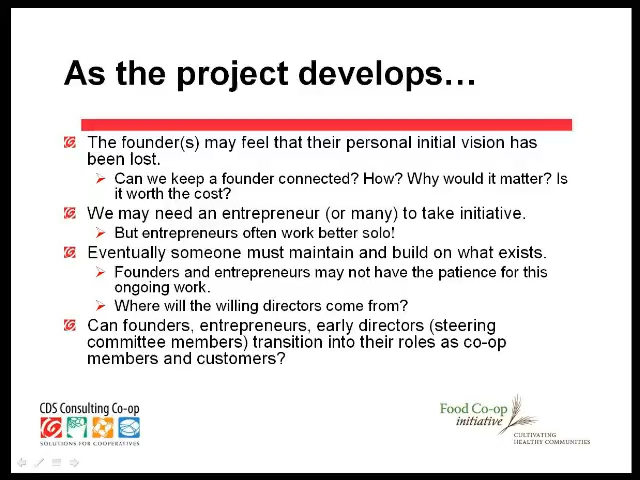 As the project develops…
The founder(s) may feel that their personal initial vision has
been lost.
Can we keep a founder connected? How? Why would it matter? Is
it worth the cost?
We may need an entrepreneur (or many) to take initiative.
But entrepreneurs often work better solo!
Eventually someone must maintain and build on what exists.
Founders and entrepreneurs may not have the patience for this
ongoing work.
Where will the willing directors come from?
Can founders, entrepreneurs, early directors (steering
committee members) transition into their roles as co-op
members and customers?
CDS Consulting Co-op
SOLUTIONS FOR COOPERATIVES
Food Co-op
initiative
CULTIVATING
HEALTHY COMMUNITIES